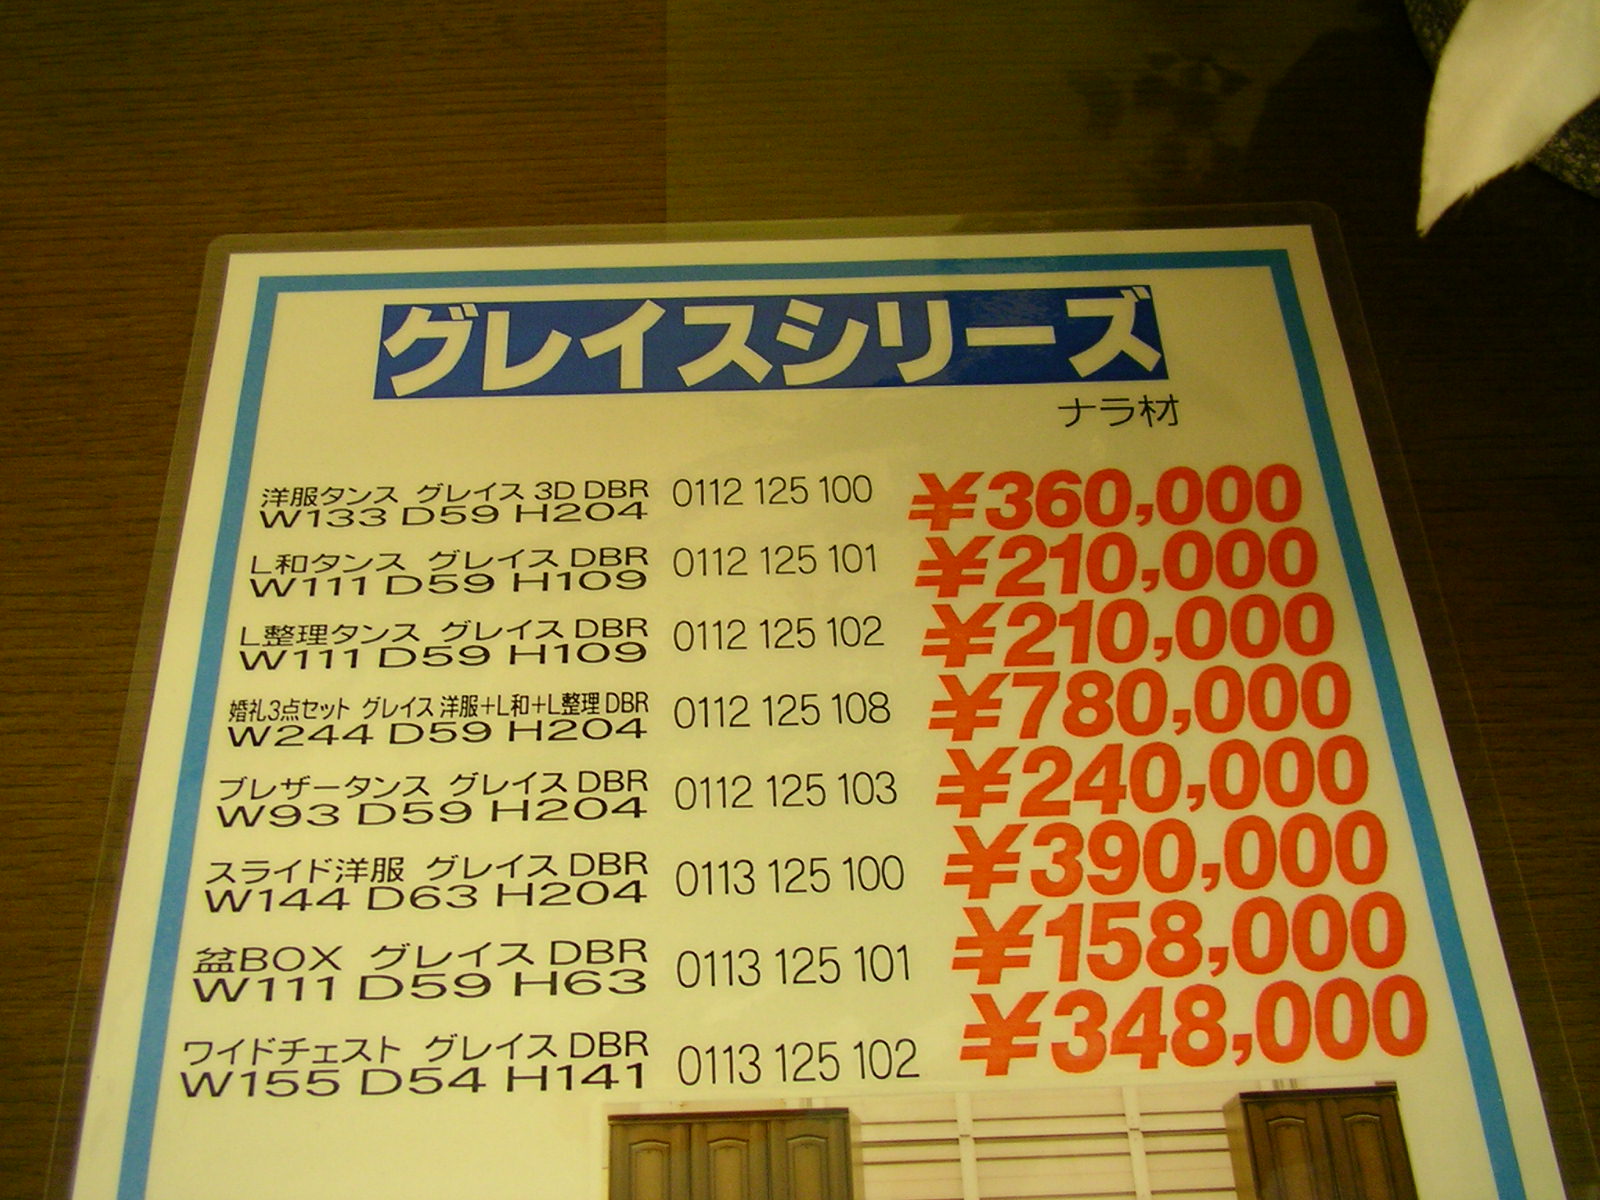 グレイスシリーズ
ナラ材
洋服タンス グレイス 3D DBR 0112 125 100 ¥360,000
W133 D59 H204
L和タンス グレイス DBR 0112 125 101 ¥210,000
W111 D59 H109
L整理タンス グレイス DBR 0112 125 102 ¥210,000
W111 D59 H109
婚礼3点セット グレイス 洋服+L和+L整理 DBR 0112 125 108 ¥780,000
W244 D59 H204
ブレザータンス グレイス DBR 0112 125 103 ¥240,000
W93 D59 H204
スライド洋服 グレイス DBR 0113 125 100 ¥390,000
W144 D63 H204
盆BOX グレイス DBR 0113 125 101 ¥158,000
W111 D59 H63
ワイドチェスト グレイス DBR 0113 125 102 ¥348,000
W155 D54 H141